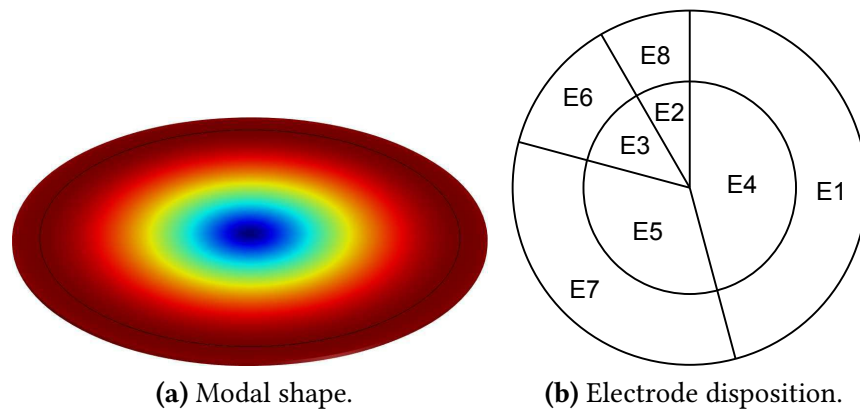 E8
E6
E2
E3
E4
E1
E5
E7
(a) Modal shape.
(b) Electrode disposition.